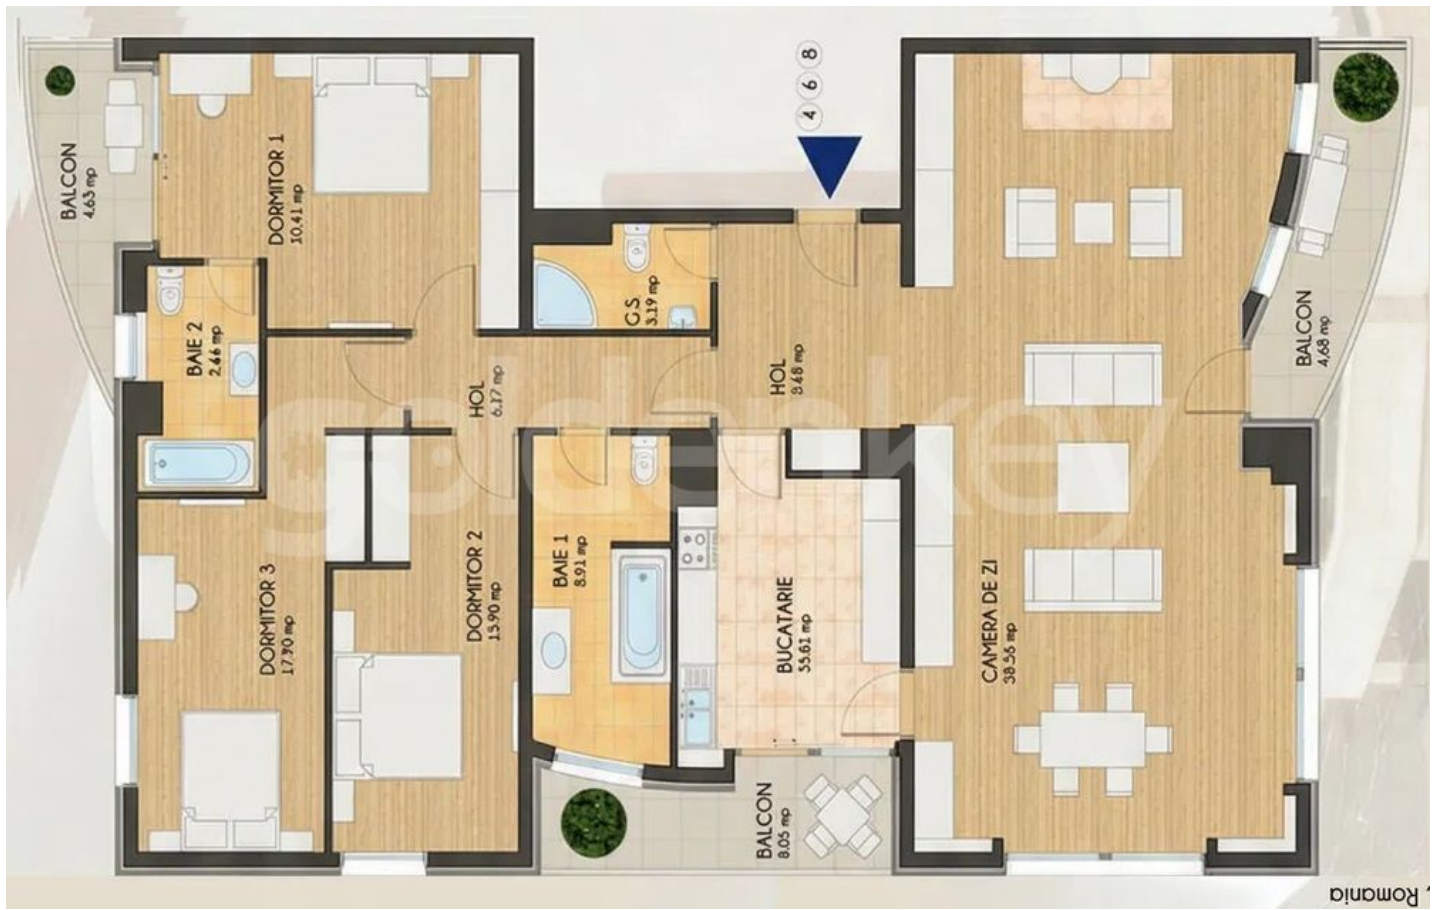 4 6 8
BALCON
4.63 mp
DORMITOR 1
10.41 mp
BAIE 2
2.66 mp
G.S.
3.19 mp
HOL
6.17 mp
HOL
3.48 mp
BALCON
4.68 mp
DORMITOR 3
17.30 mp
DORMITOR 2
13.90 mp
BAIE 1
8.91 mp
BUCATARIE
33.61 mp
CAMERA DE ZI
38.56 mp
BALCON
8.05 mp
goldenkey
, Romania